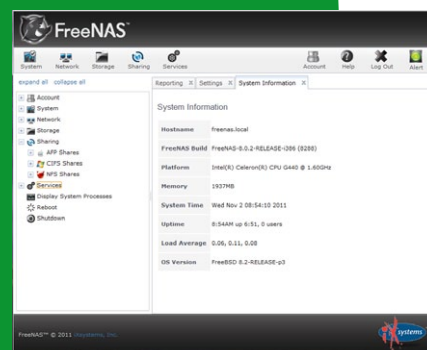 FreeNAS™
System Network Storage Sharing Services Account Help Log Out Alert
expand all collapse all
Reporting X Settings X System Information X
Account
System
Network
Storage
Sharing
AFP Shares
CIFS Shares
NFS Shares
Services
Display System Processes
Reboot
Shutdown
System Information
Hostname freenas.local
FreeNAS Build FreeNAS-8.0.2-RELEASE-i386 (8288)
Platform Intel(R) Celeron(R) CPU G440 @ 1.60GHz
Memory 1937MB
System Time Wed Nov 2 08:54:10 2011
Uptime 8:54AM up 6:51, 0 users
Load Average 0.06, 0.11, 0.08
OS Version FreeBSD 8.2-RELEASE-p3
FreeNAS™ © 2011 iXsystems, Inc.
systems